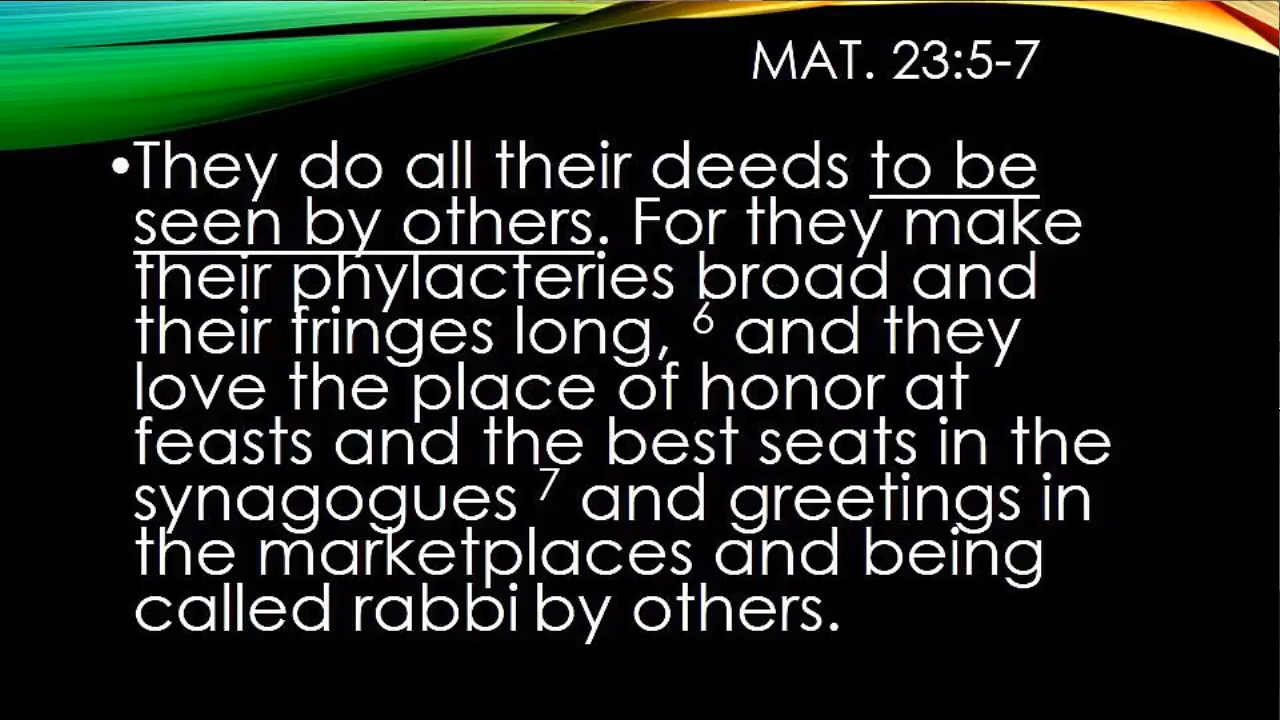 MAT. 23:5-7
•They do all their deeds to be
seen by others. For they make
their phylacteries broad and
their fringes long, ⁶ and they
love the place of honor at
feasts and the best seats in the
synagogues ⁷ and greetings in
the marketplaces and being
called rabbi by others.